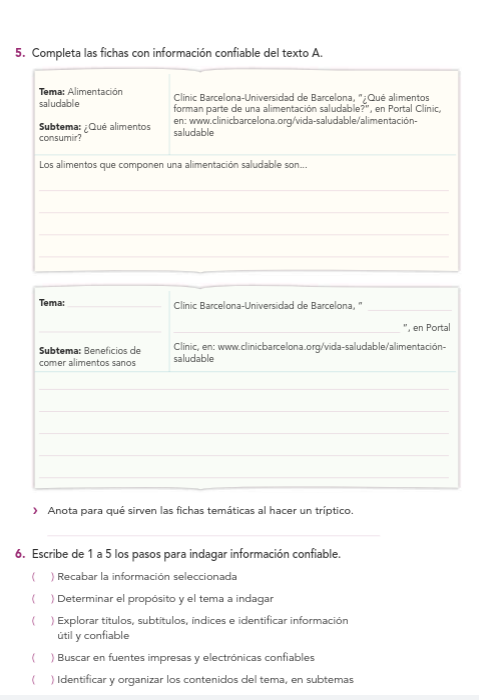 5. Completa las fichas con información confiable del texto A.
Tema: Alimentación
saludable
Subtema: ¿Qué alimentos
consumir?
Clínic Barcelona-Universidad de Barcelona, "¿Qué alimentos
forman parte de una alimentación saludable?", en Portal Clínic,
en: www.clinicbarcelona.org/vida-saludable/alimentación-
saludable
Los alimentos que componen una alimentación saludable son...
Tema:
Subtema: Beneficios de
comer alimentos sanos
Clínic Barcelona-Universidad de Barcelona, "
", en Portal
Clínic, en: www.clinicbarcelona.org/vida-saludable/alimentación-
saludable
› Anota para qué sirven las fichas temáticas al hacer un tríptico.
6. Escribe de 1 a 5 los pasos para indagar información confiable.
( ) Recabar la información seleccionada
( ) Determinar el propósito y el tema a indagar
( ) Explorar títulos, subtítulos, índices e identificar información
útil y confiable
( ) Buscar en fuentes impresas y electrónicas confiables
( ) Identificar y organizar los contenidos del tema, en subtemas